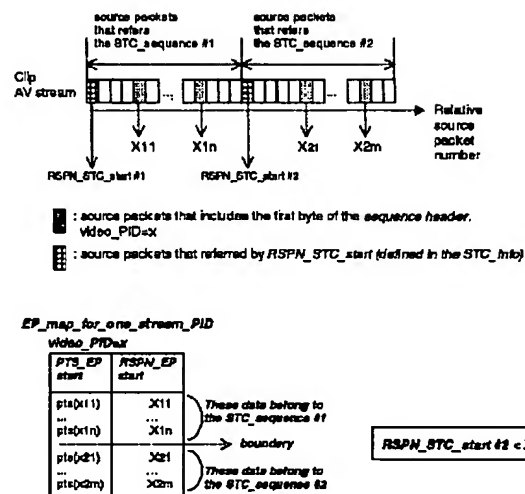 source packets
that refers
the STC_sequence #1
source packets
that refers
the STC_sequence #2
Clip
AV stream
...
...
Relative
source
packet
number
X11
X1n
X21
X2m
RSPN_STC_start #1
RSPN_STC_start #2
: source packets that includes the first byte of the sequence header,
video_PID=x
: source packets that referred by RSPN_STC_start (defined in the STC_Info)
EP_map_for_one_stream_PID
video_PID=x
PTS_EP
start
RSPN_EP
start
pts(x11) X11
... ...
pts(x1n) X1n
These data belong to
the STC_sequence #1
boundary
pts(x21) X21
... ...
pts(x2m) X2m
These data belong to
the STC_sequence #2
RSPN_STC_start #2 <